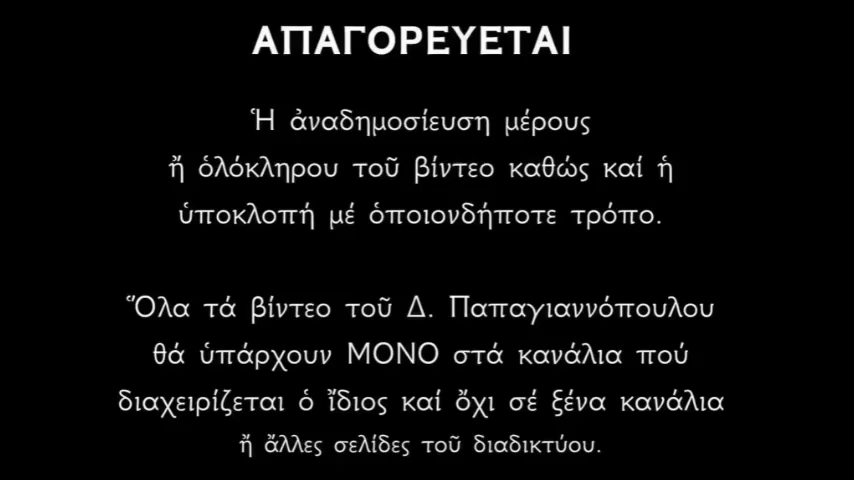 ΑΠΑΓΟΡΕΥΕΤΑΙ
Ἡ ἀναδημοσίευση μέρους
ἤ ὁλόκληρου τοῦ βίντεο καθώς καί ἡ
ὑποκλοπή μέ ὁποιονδήποτε τρόπο.
Ὅλα τά βίντεο τοῦ Δ. Παπαγιαννόπουλου
θά ὑπάρχουν ΜΟΝΟ στά κανάλια πού
διαχειρίζεται ὁ ἴδιος καί ὄχι σέ ξένα κανάλια
ἤ ἄλλες σελίδες τοῦ διαδικτύου.